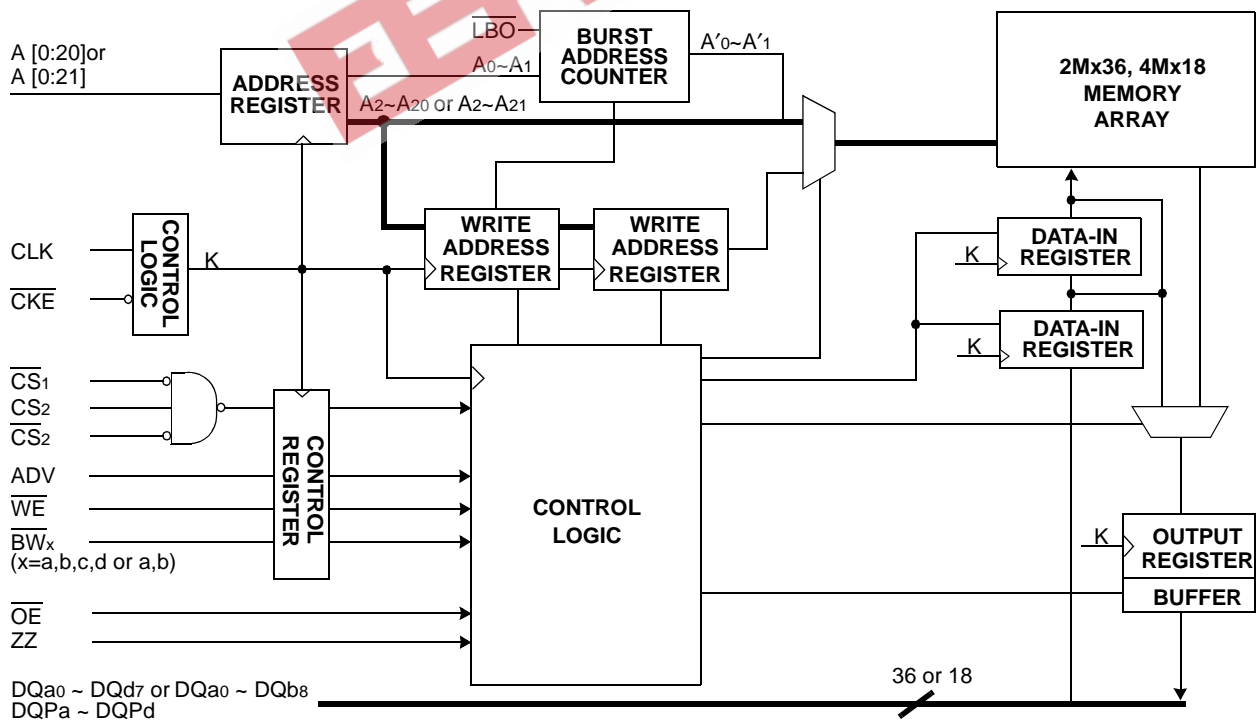 A [0:20]or
A [0:21]
ADDRESS
REGISTER
LBO
A0~A1
A2~A20 or A2~A21
BURST
ADDRESS
COUNTER
A′0~A′1
2Mx36, 4Mx18
MEMORY
ARRAY
WRITE
ADDRESS
REGISTER
WRITE
ADDRESS
REGISTER
CLK
CKE
CONTROL
LOGIC
K
K
DATA-IN
REGISTER
K
DATA-IN
REGISTER
CS1
CS2
CS2
ADV
WE
BWx
(x=a,b,c,d or a,b)
OE
ZZ
CONTROL
REGISTER
CONTROL
LOGIC
K
OUTPUT
REGISTER
BUFFER
DQa0 ~ DQd7 or DQa0 ~ DQb8
DQPa ~ DQPd
36 or 18